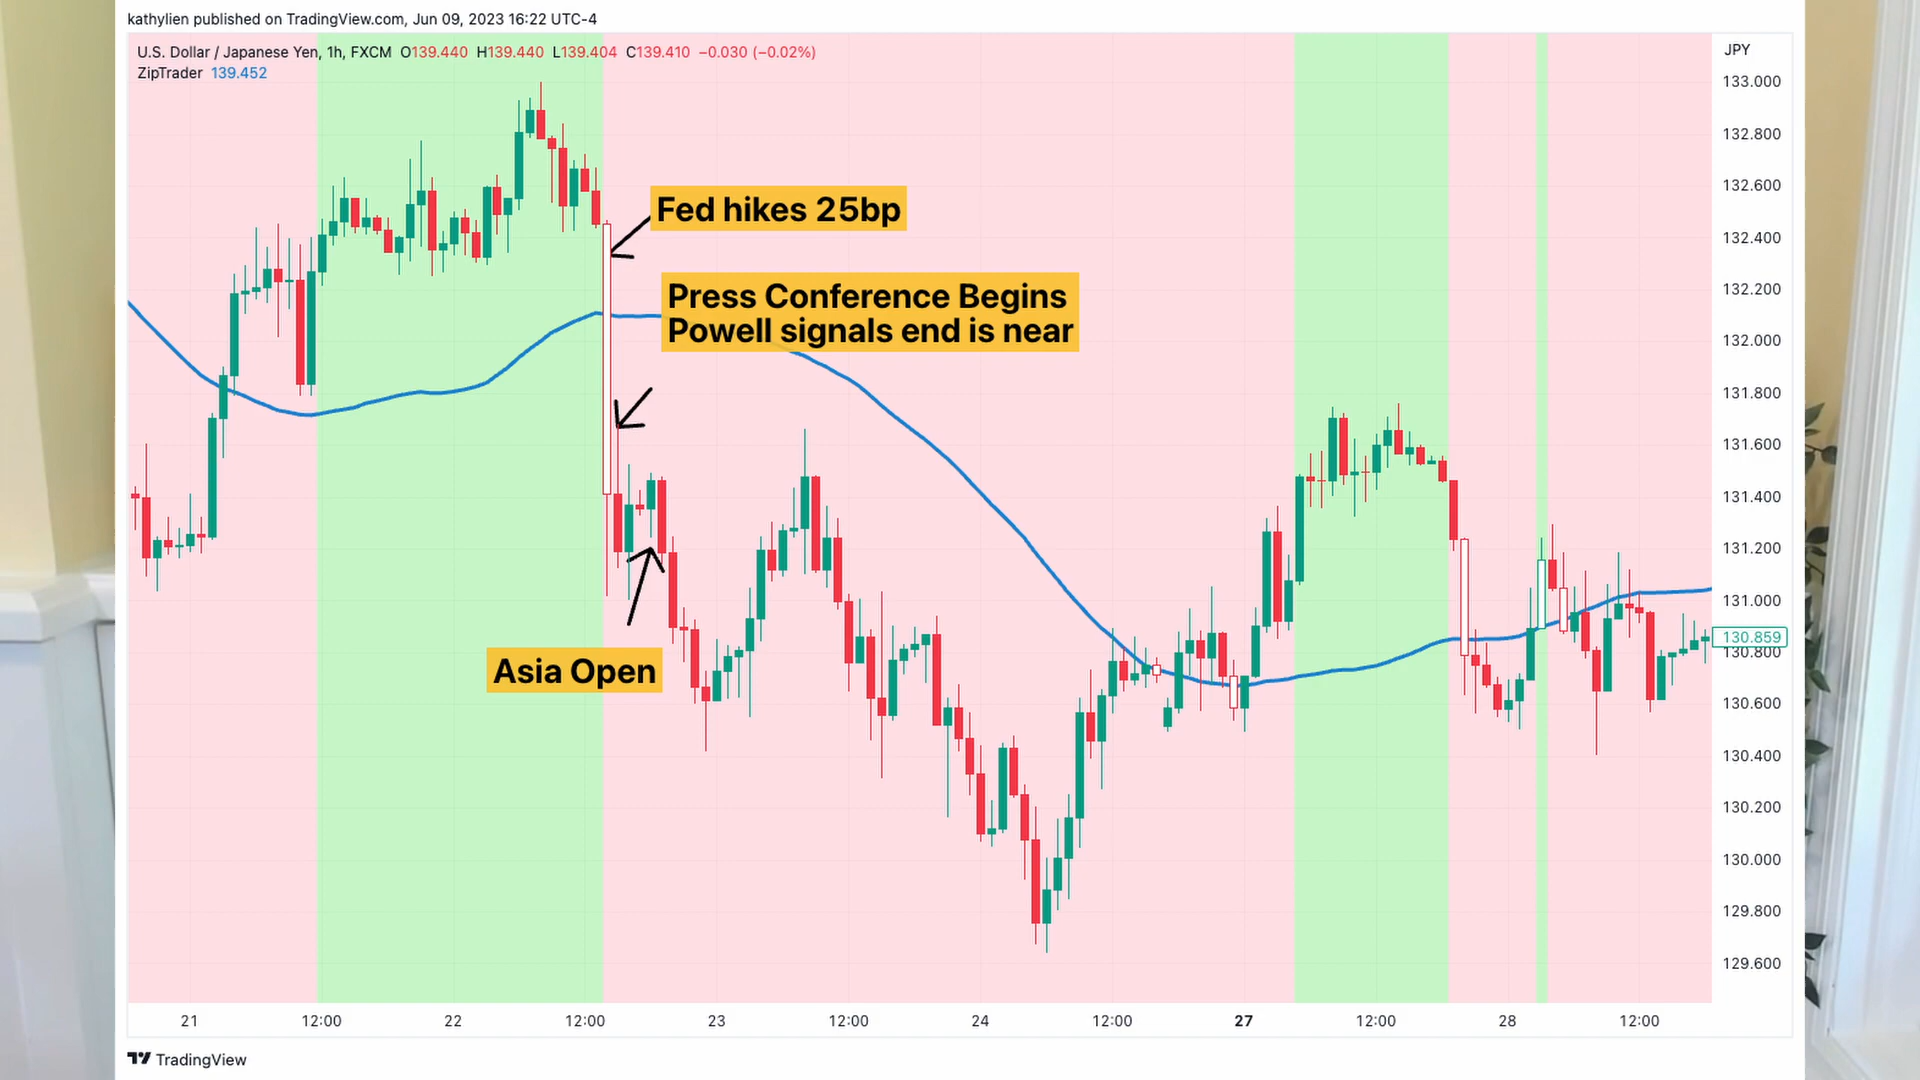 kathylien published on TradingView.com, Jun 09, 2023 16:22 UTC-4
U.S. Dollar / Japanese Yen, 1h, FXCM O139.440 H139.440 L139.404 C139.410 −0.030 (−0.02%)
ZipTrader 139.452
JPY
133.000
132.800
132.600
132.400
132.200
132.000
131.800
131.600
131.400
131.200
131.000
130.859
130.800
130.600
130.400
130.200
130.000
129.800
129.600
Fed hikes 25bp
Press Conference Begins
Powell signals end is near
Asia Open
21 12:00 22 12:00 23 12:00 24 12:00 27 12:00 28 12:00
TradingView